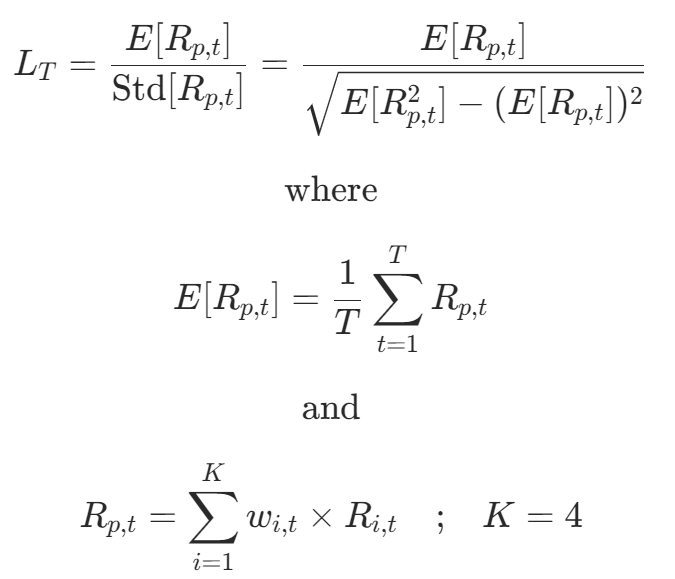 L_T = \frac{E[R_{p,t}]}{\text{Std}[R_{p,t}]} = \frac{E[R_{p,t}]}{\sqrt{E[R_{p,t}^2] - (E[R_{p,t}])^2}}
where
E[R_{p,t}] = \frac{1}{T} \sum_{t=1}^{T} R_{p,t}
and
R_{p,t} = \sum_{i=1}^{K} w_{i,t} \times R_{i,t} \quad ; \quad K = 4